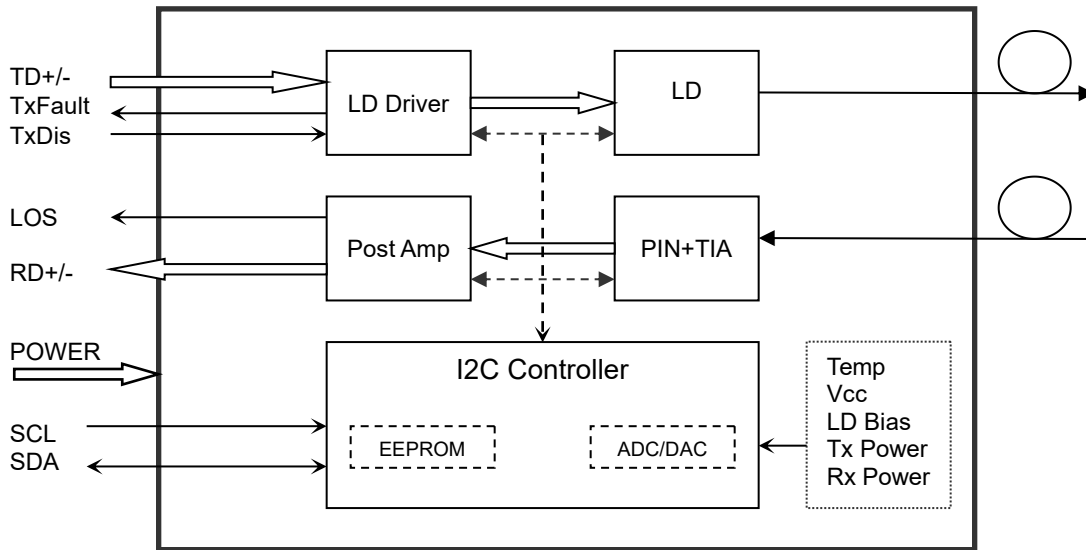 TD+/-
TxFault
TxDis
LD Driver
LD
LOS
RD+/-
Post Amp
PIN+TIA
POWER
SCL
SDA
I2C Controller
EEPROM
ADC/DAC
Temp
Vcc
LD Bias
Tx Power
Rx Power